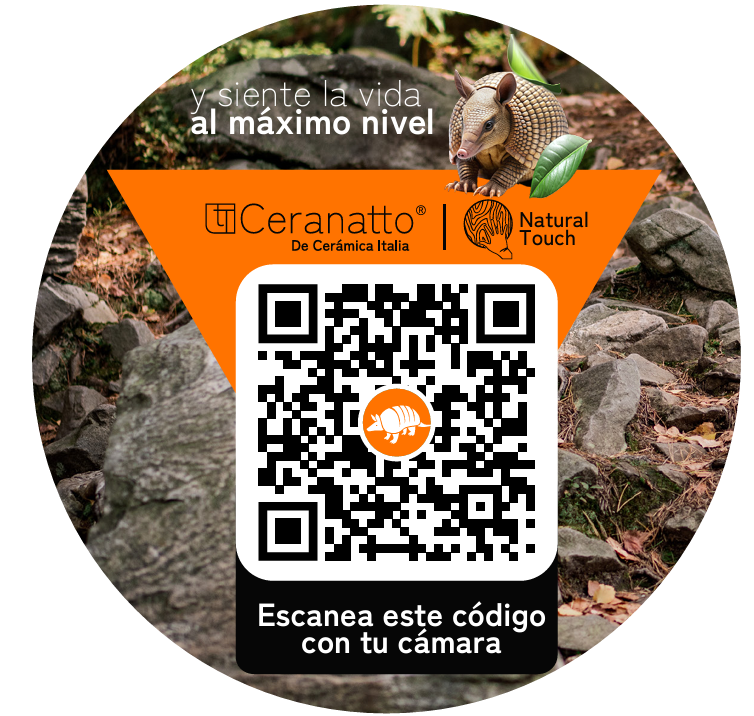 y siente la vida
al máximo nivel
Ceranatto®
De Cerámica Italia
Natural
Touch
Escanea este código
con tu cámara